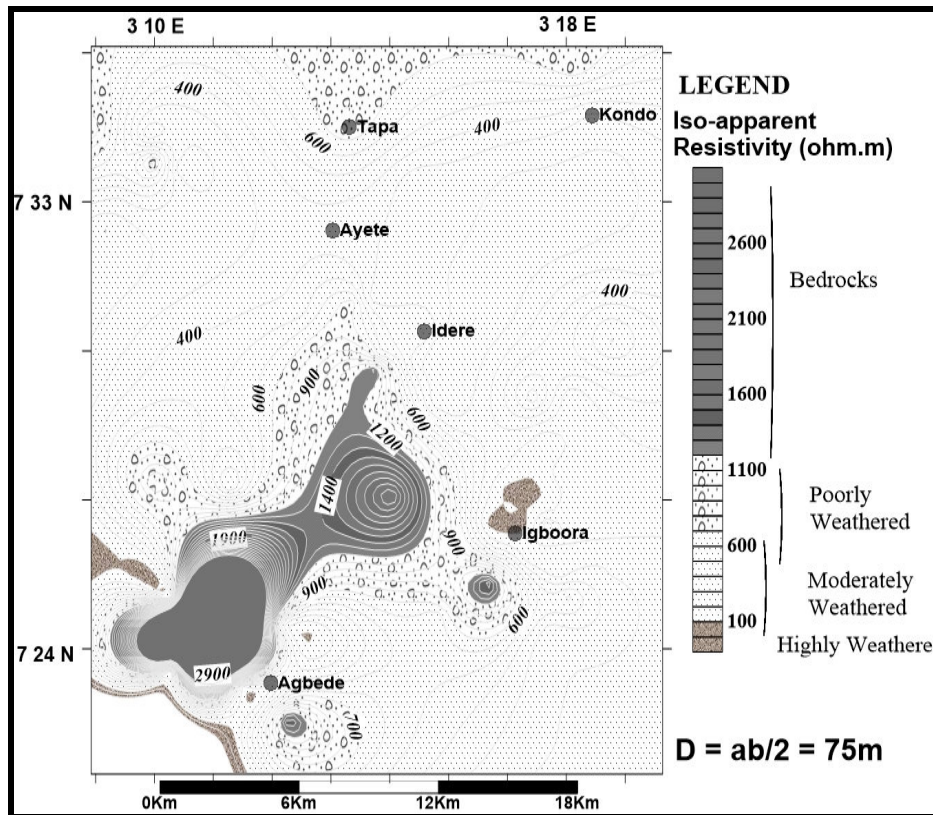 3 10 E
3 18 E
400
Tapa
600
400
Kondo
7 33 N
Ayete
400
400
Idere
600
900
600
1200
1400
Igboora
900
1900
900
600
7 24 N
2900
Agbede
700
0Km
6Km
12Km
18Km
LEGEND
Iso-apparent
Resistivity (ohm.m)
2600
Bedrocks
2100
1600
1100
Poorly
Weathered
600
Moderately
Weathered
100
Highly Weathere
D = ab/2 = 75m